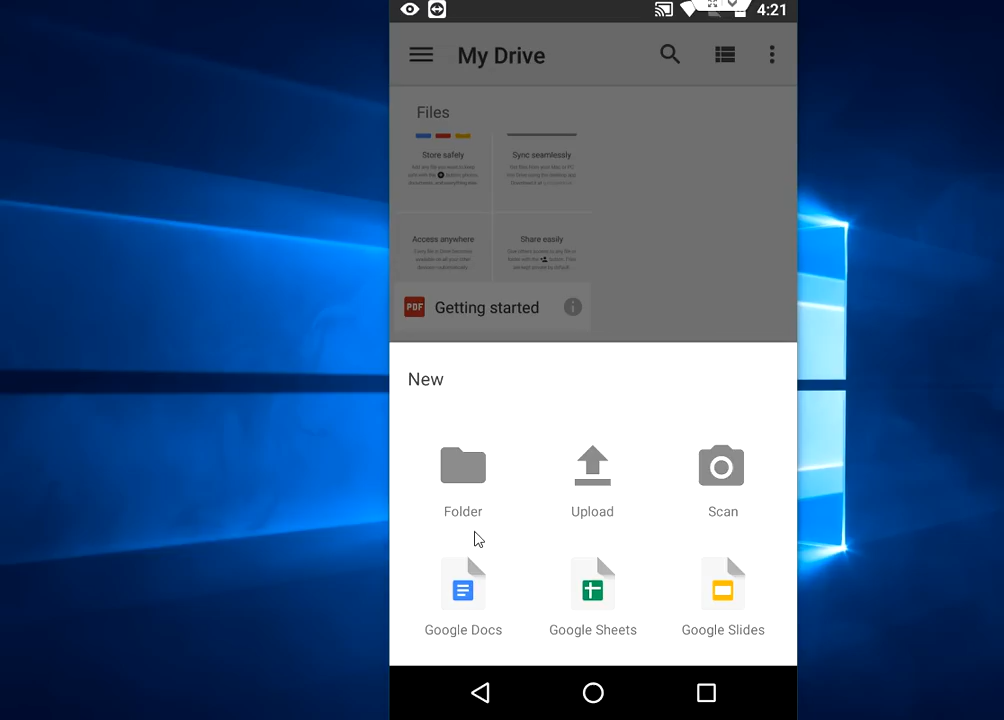 4:21
My Drive
Files
Store safely
Sync seamlessly
Access anywhere
Share easily
PDF Getting started
New
Folder
Upload
Scan
Google Docs
Google Sheets
Google Slides